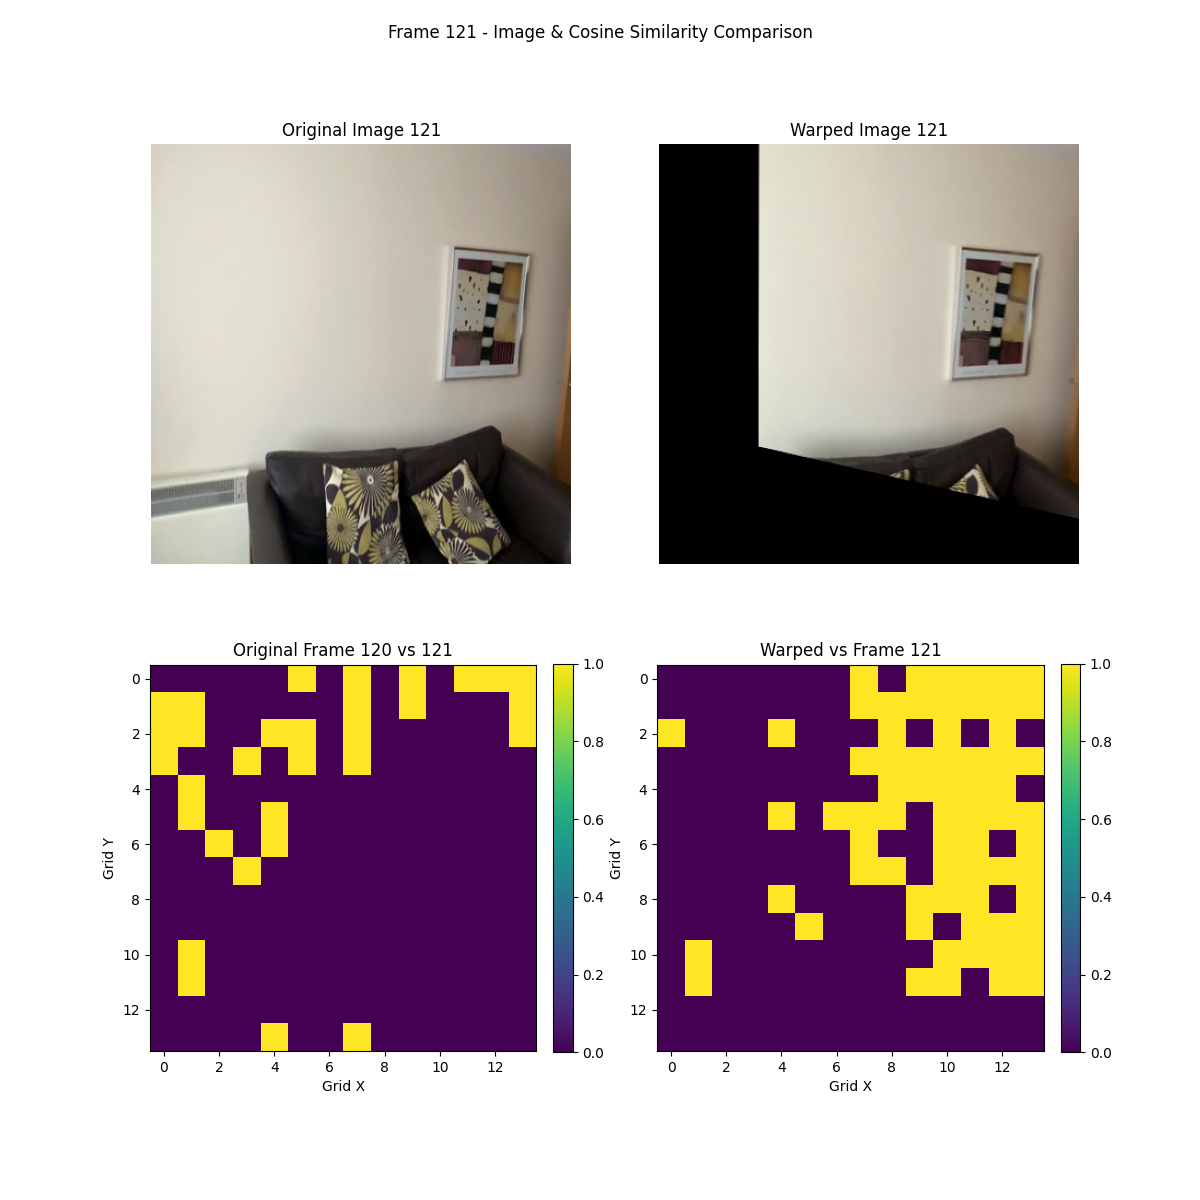 Frame 121 - Image & Cosine Similarity Comparison
Original Image 121
Warped Image 121
Original Frame 120 vs 121
Warped vs Frame 121
0
2
4
6
8
10
12
Grid Y
0 2 4 6 8 10 12
Grid X
1.0
0.8
0.6
0.4
0.2
0.0
0
2
4
6
8
10
12
Grid Y
0 2 4 6 8 10 12
Grid X
1.0
0.8
0.6
0.4
0.2
0.0